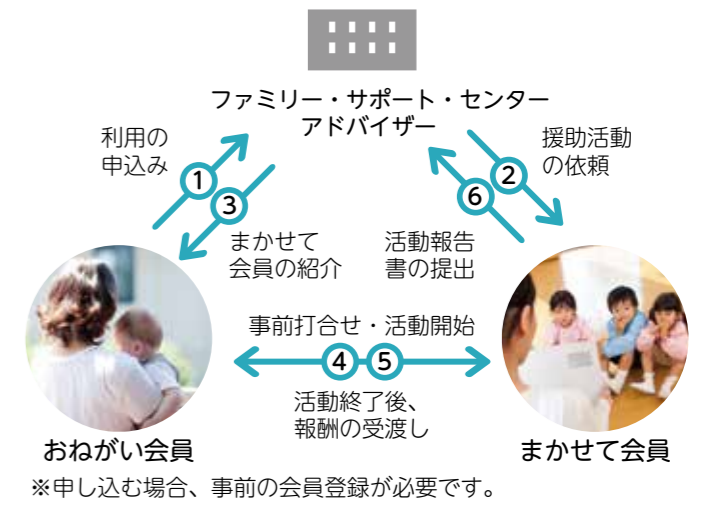 ファミリー・サポート・センター
アドバイザー
利用の
申込み
①
③
まかせて
会員の紹介
援助活動
の依頼
②
⑥
活動報告
書の提出
事前打合せ・活動開始
④⑤
活動終了後、
報酬の受渡し
おねがい会員
まかせて会員
※申し込む場合、事前の会員登録が必要です。